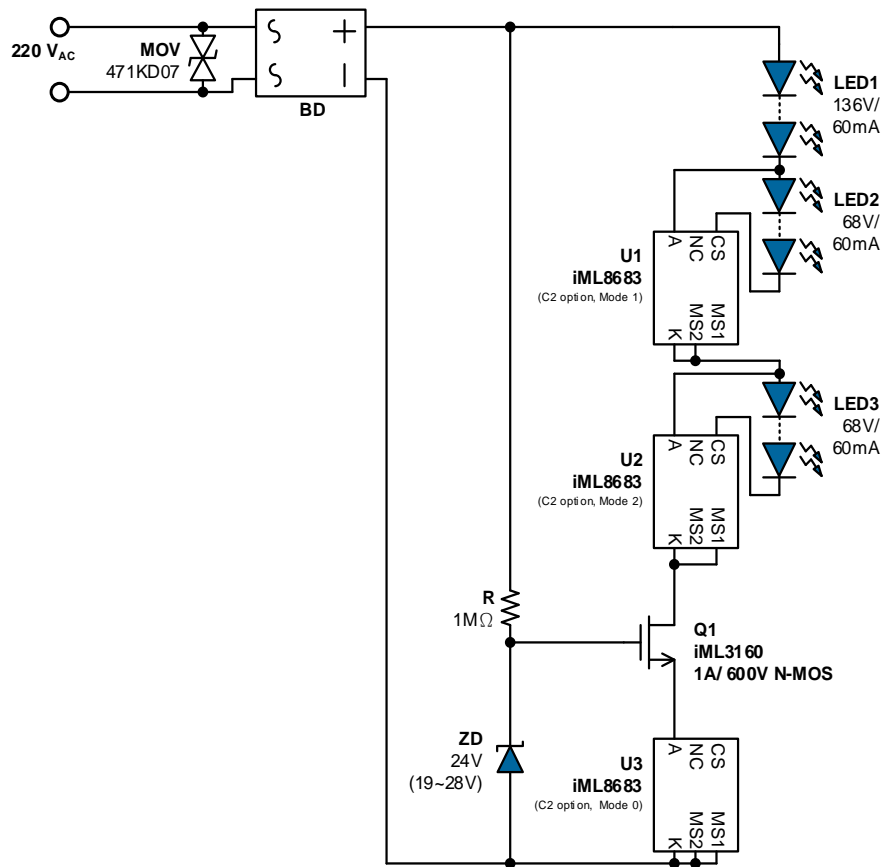 220 VAC
MOV
471KD07
+
−
BD
LED1
136V/
60mA
LED2
68V/
60mA
U1
iML8683
(C2 option, Mode 1)
A
NC
CS
K
MS2
MS1
LED3
68V/
60mA
U2
iML8683
(C2 option, Mode 2)
A
NC
CS
K
MS2
MS1
R
1MΩ
Q1
iML3160
1A/ 600V N-MOS
ZD
24V
(19~28V)
U3
iML8683
(C2 option, Mode 0)
A
NC
CS
K
MS2
MS1